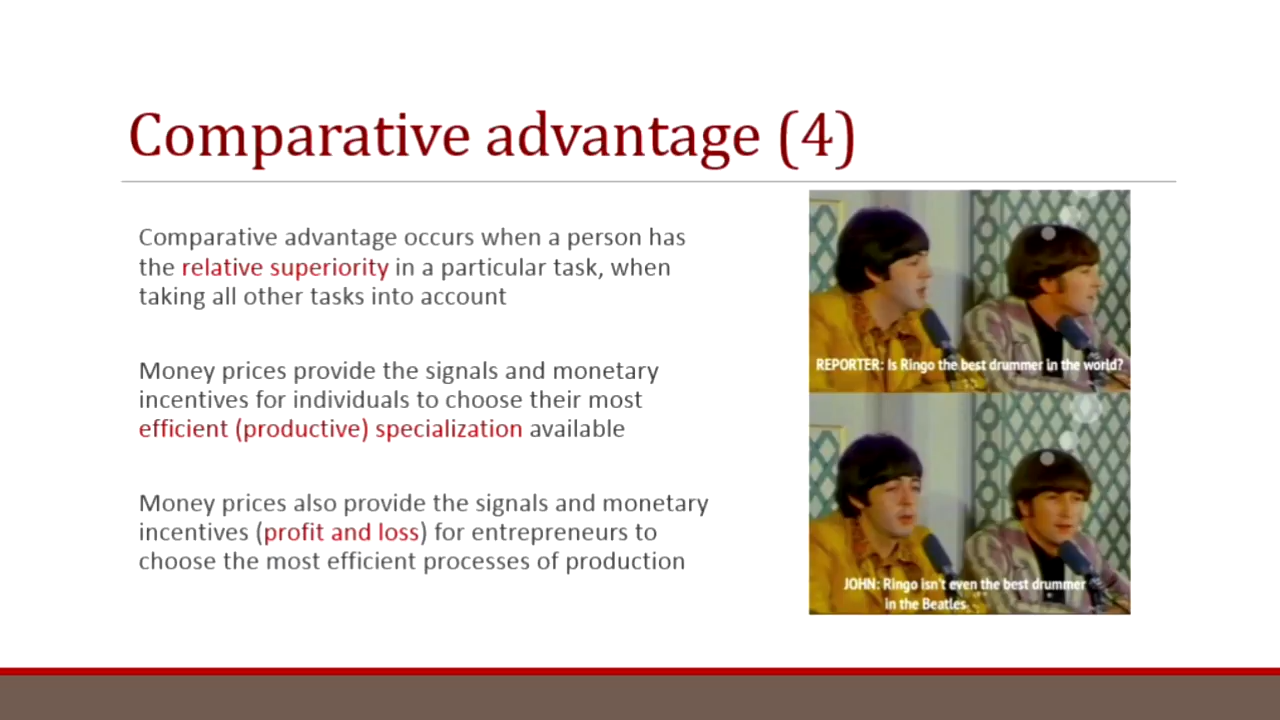 Comparative advantage (4)
Comparative advantage occurs when a person has
the relative superiority in a particular task, when
taking all other tasks into account
Money prices provide the signals and monetary
incentives for individuals to choose their most
efficient (productive) specialization available
Money prices also provide the signals and monetary
incentives (profit and loss) for entrepreneurs to
choose the most efficient processes of production
REPORTER: Is Ringo the best drummer in the world?
JOHN: Ringo isn't even the best drummer
in the Beatles